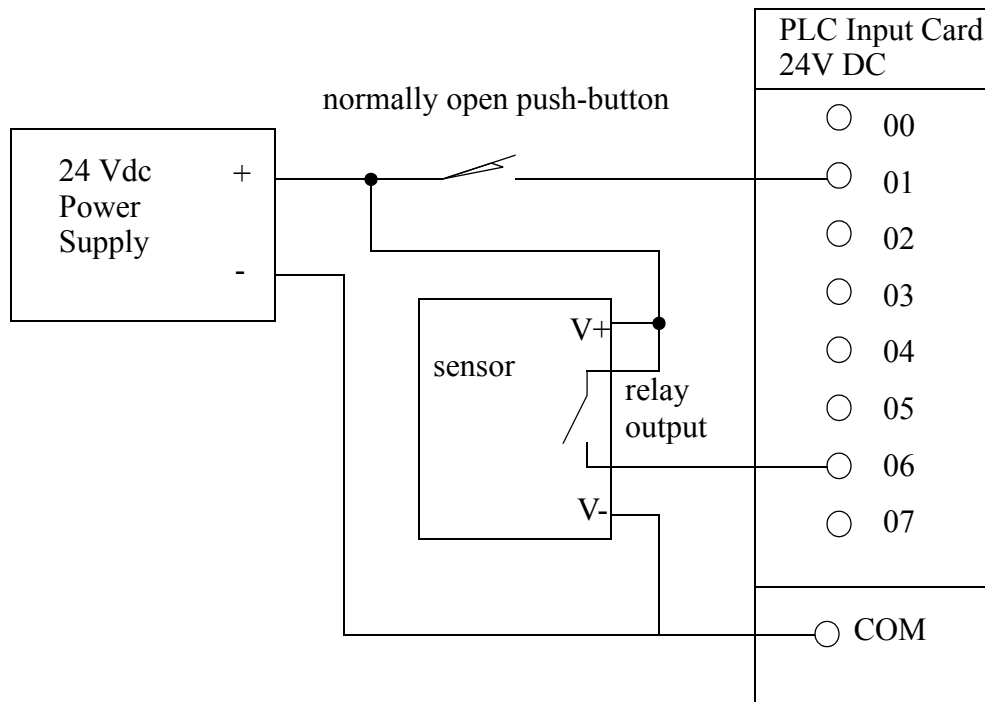 PLC Input Card
24V DC
normally open push-button
00
24 Vdc
Power
Supply
+
-
01
02
03
04
05
06
07
V+
sensor
relay
output
V-
COM